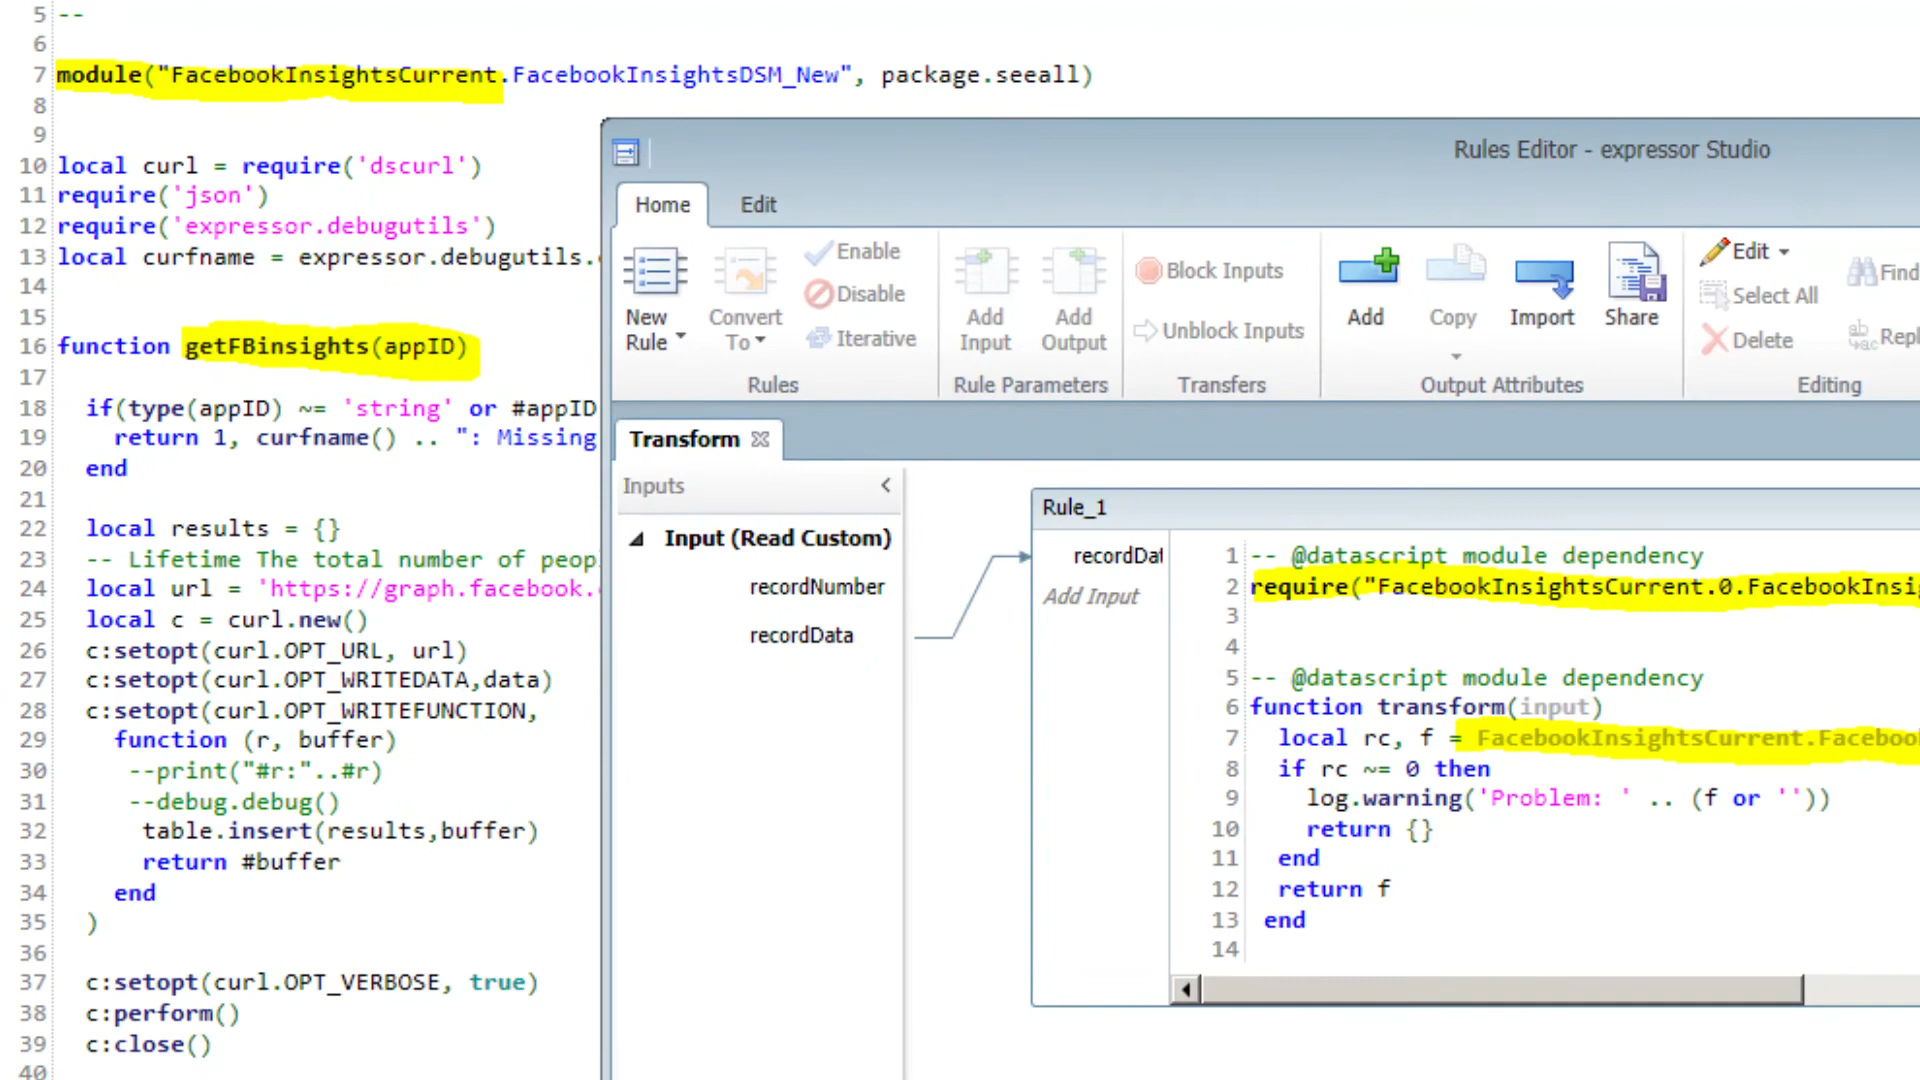 5 --
6
7 module("FacebookInsightsCurrent.FacebookInsightsDSM_New", package.seeall)
8
9
10 local curl = require('dscurl')
11 require('json')
12 require('expressor.debugutils')
13 local curfname = expressor.debugutils.
14
15
16 function getFBinsights(appID)
17
18 if(type(appID) ~= 'string' or #appID
19 return 1, curfname() .. ": Missing
20 end
21
22 local results = {}
23 -- Lifetime The total number of peopl
24 local url = 'https://graph.facebook.
25 local c = curl.new()
26 c:setopt(curl.OPT_URL, url)
27 c:setopt(curl.OPT_WRITEDATA,data)
28 c:setopt(curl.OPT_WRITEFUNCTION,
29 function (r, buffer)
30 --print("#r:"..#r)
31 --debug.debug()
32 table.insert(results,buffer)
33 return #buffer
34 end
35 )
36
37 c:setopt(curl.OPT_VERBOSE, true)
38 c:perform()
39 c:close()
40
Rules Editor - expressor Studio
Home Edit
New Rule
Convert To
Enable
Disable
Iterative
Rules
Add Input
Add Output
Rule Parameters
Block Inputs
Unblock Inputs
Transfers
Add
Copy
Import
Share
Output Attributes
Edit
Select All
Delete
Find
Repl
Editing
Transform
Inputs
Input (Read Custom)
recordNumber
recordData
Rule_1
recordDat
Add Input
1 -- @datascript module dependency
2 require("FacebookInsightsCurrent.0.FacebookInsig
3
4
5 -- @datascript module dependency
6 function transform(input)
7 local rc, f = FacebookInsightsCurrent.Faceboo
8 if rc ~= 0 then
9 log.warning('Problem: ' .. (f or ''))
10 return {}
11 end
12 return f
13 end
14